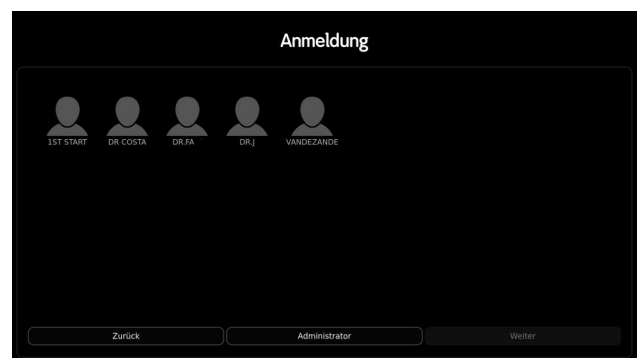 Anmeldung
1ST START DR COSTA DR.FA DR.J VANDEZANDE
Zurück Administrator Weiter